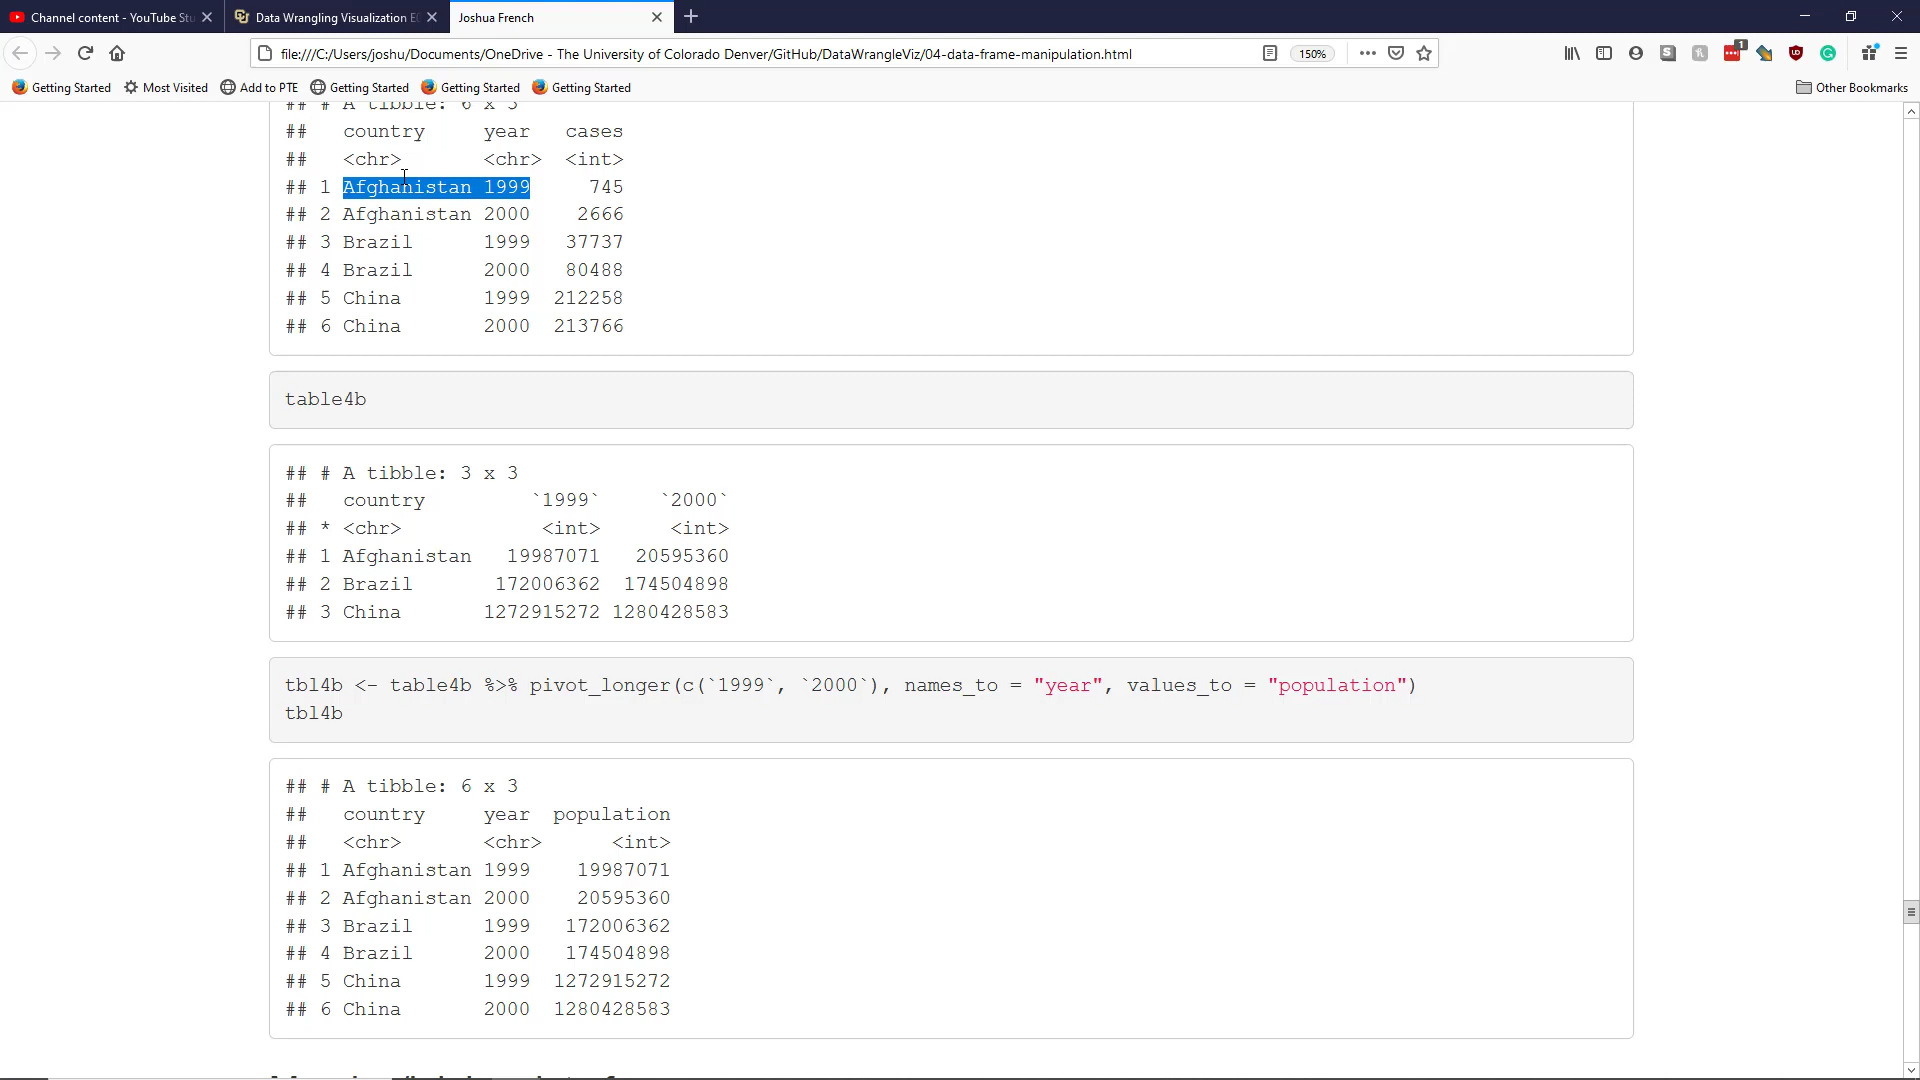 Channel content - YouTube Stu
Data Wrangling Visualization E
Joshua French
file:///C:/Users/joshu/Documents/OneDrive - The University of Colorado Denver/GitHub/DataWrangleViz/04-data-frame-manipulation.html
150%
1
Getting Started
Most Visited
Add to PTE
Getting Started
Getting Started
Getting Started
Other Bookmarks
## # A tibble: 6 x 3
## country year cases
## <chr> <chr> <int>
## 1 Afghanistan 1999 745
## 2 Afghanistan 2000 2666
## 3 Brazil 1999 37737
## 4 Brazil 2000 80488
## 5 China 1999 212258
## 6 China 2000 213766
table4b
## # A tibble: 3 x 3
## country `1999` `2000`
## * <chr> <int> <int>
## 1 Afghanistan 19987071 20595360
## 2 Brazil 172006362 174504898
## 3 China 1272915272 1280428583
tbl4b <- table4b %>% pivot_longer(c(`1999`, `2000`), names_to = "year", values_to = "population")
tbl4b
## # A tibble: 6 x 3
## country year population
## <chr> <chr> <int>
## 1 Afghanistan 1999 19987071
## 2 Afghanistan 2000 20595360
## 3 Brazil 1999 172006362
## 4 Brazil 2000 174504898
## 5 China 1999 1272915272
## 6 China 2000 1280428583